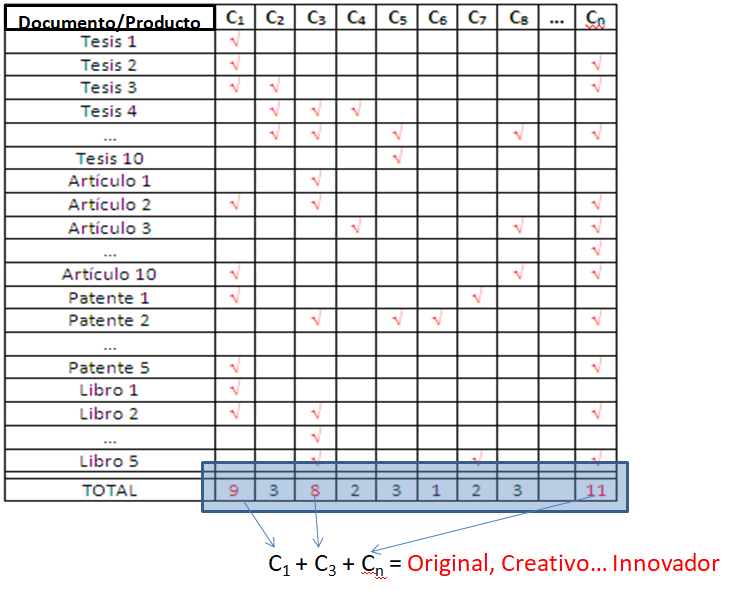 Documento/Producto C1 C2 C3 C4 C5 C6 C7 C8 ... Cn
Tesis 1 √
Tesis 2 √ √
Tesis 3 √ √ √
Tesis 4 √ √ √
... √ √ √ √ √
Tesis 10 √
Artículo 1 √
Artículo 2 √ √ √
Artículo 3 √ √ √
... √
Artículo 10 √ √ √
Patente 1 √ √
Patente 2 √ √ √ √
...
Patente 5 √ √
Libro 1 √
Libro 2 √ √ √
... √
Libro 5 √ √ √
TOTAL 9 3 8 2 3 1 2 3 11
C1 + C3 + Cn = Original, Creativo... Innovador